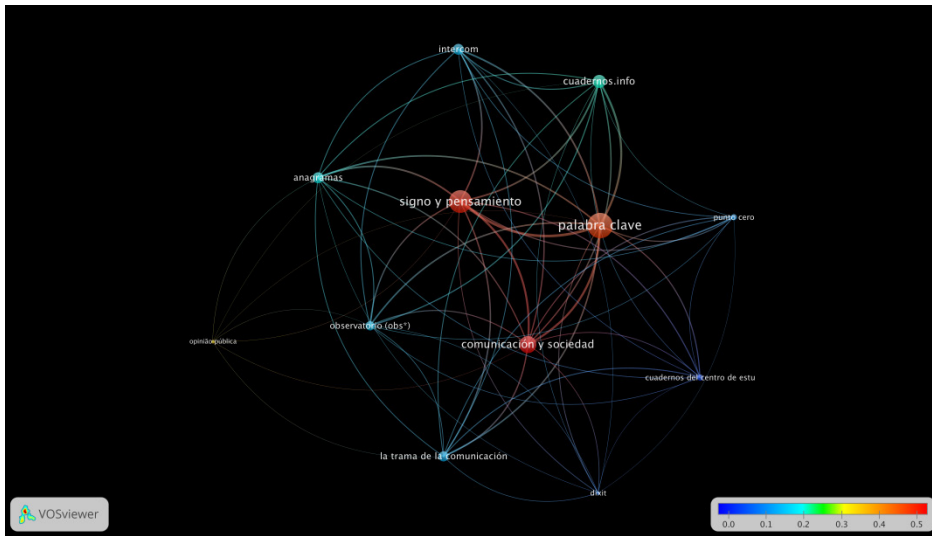 intercom
cuadernos.info
anagramas
signo y pensamiento
palabra clave
punto cero
observatorio (obs*)
opinião pública
comunicación y sociedad
cuadernos del centro de estu
la trama de la comunicación
dixit
VOSviewer
0.0 0.1 0.2 0.3 0.4 0.5